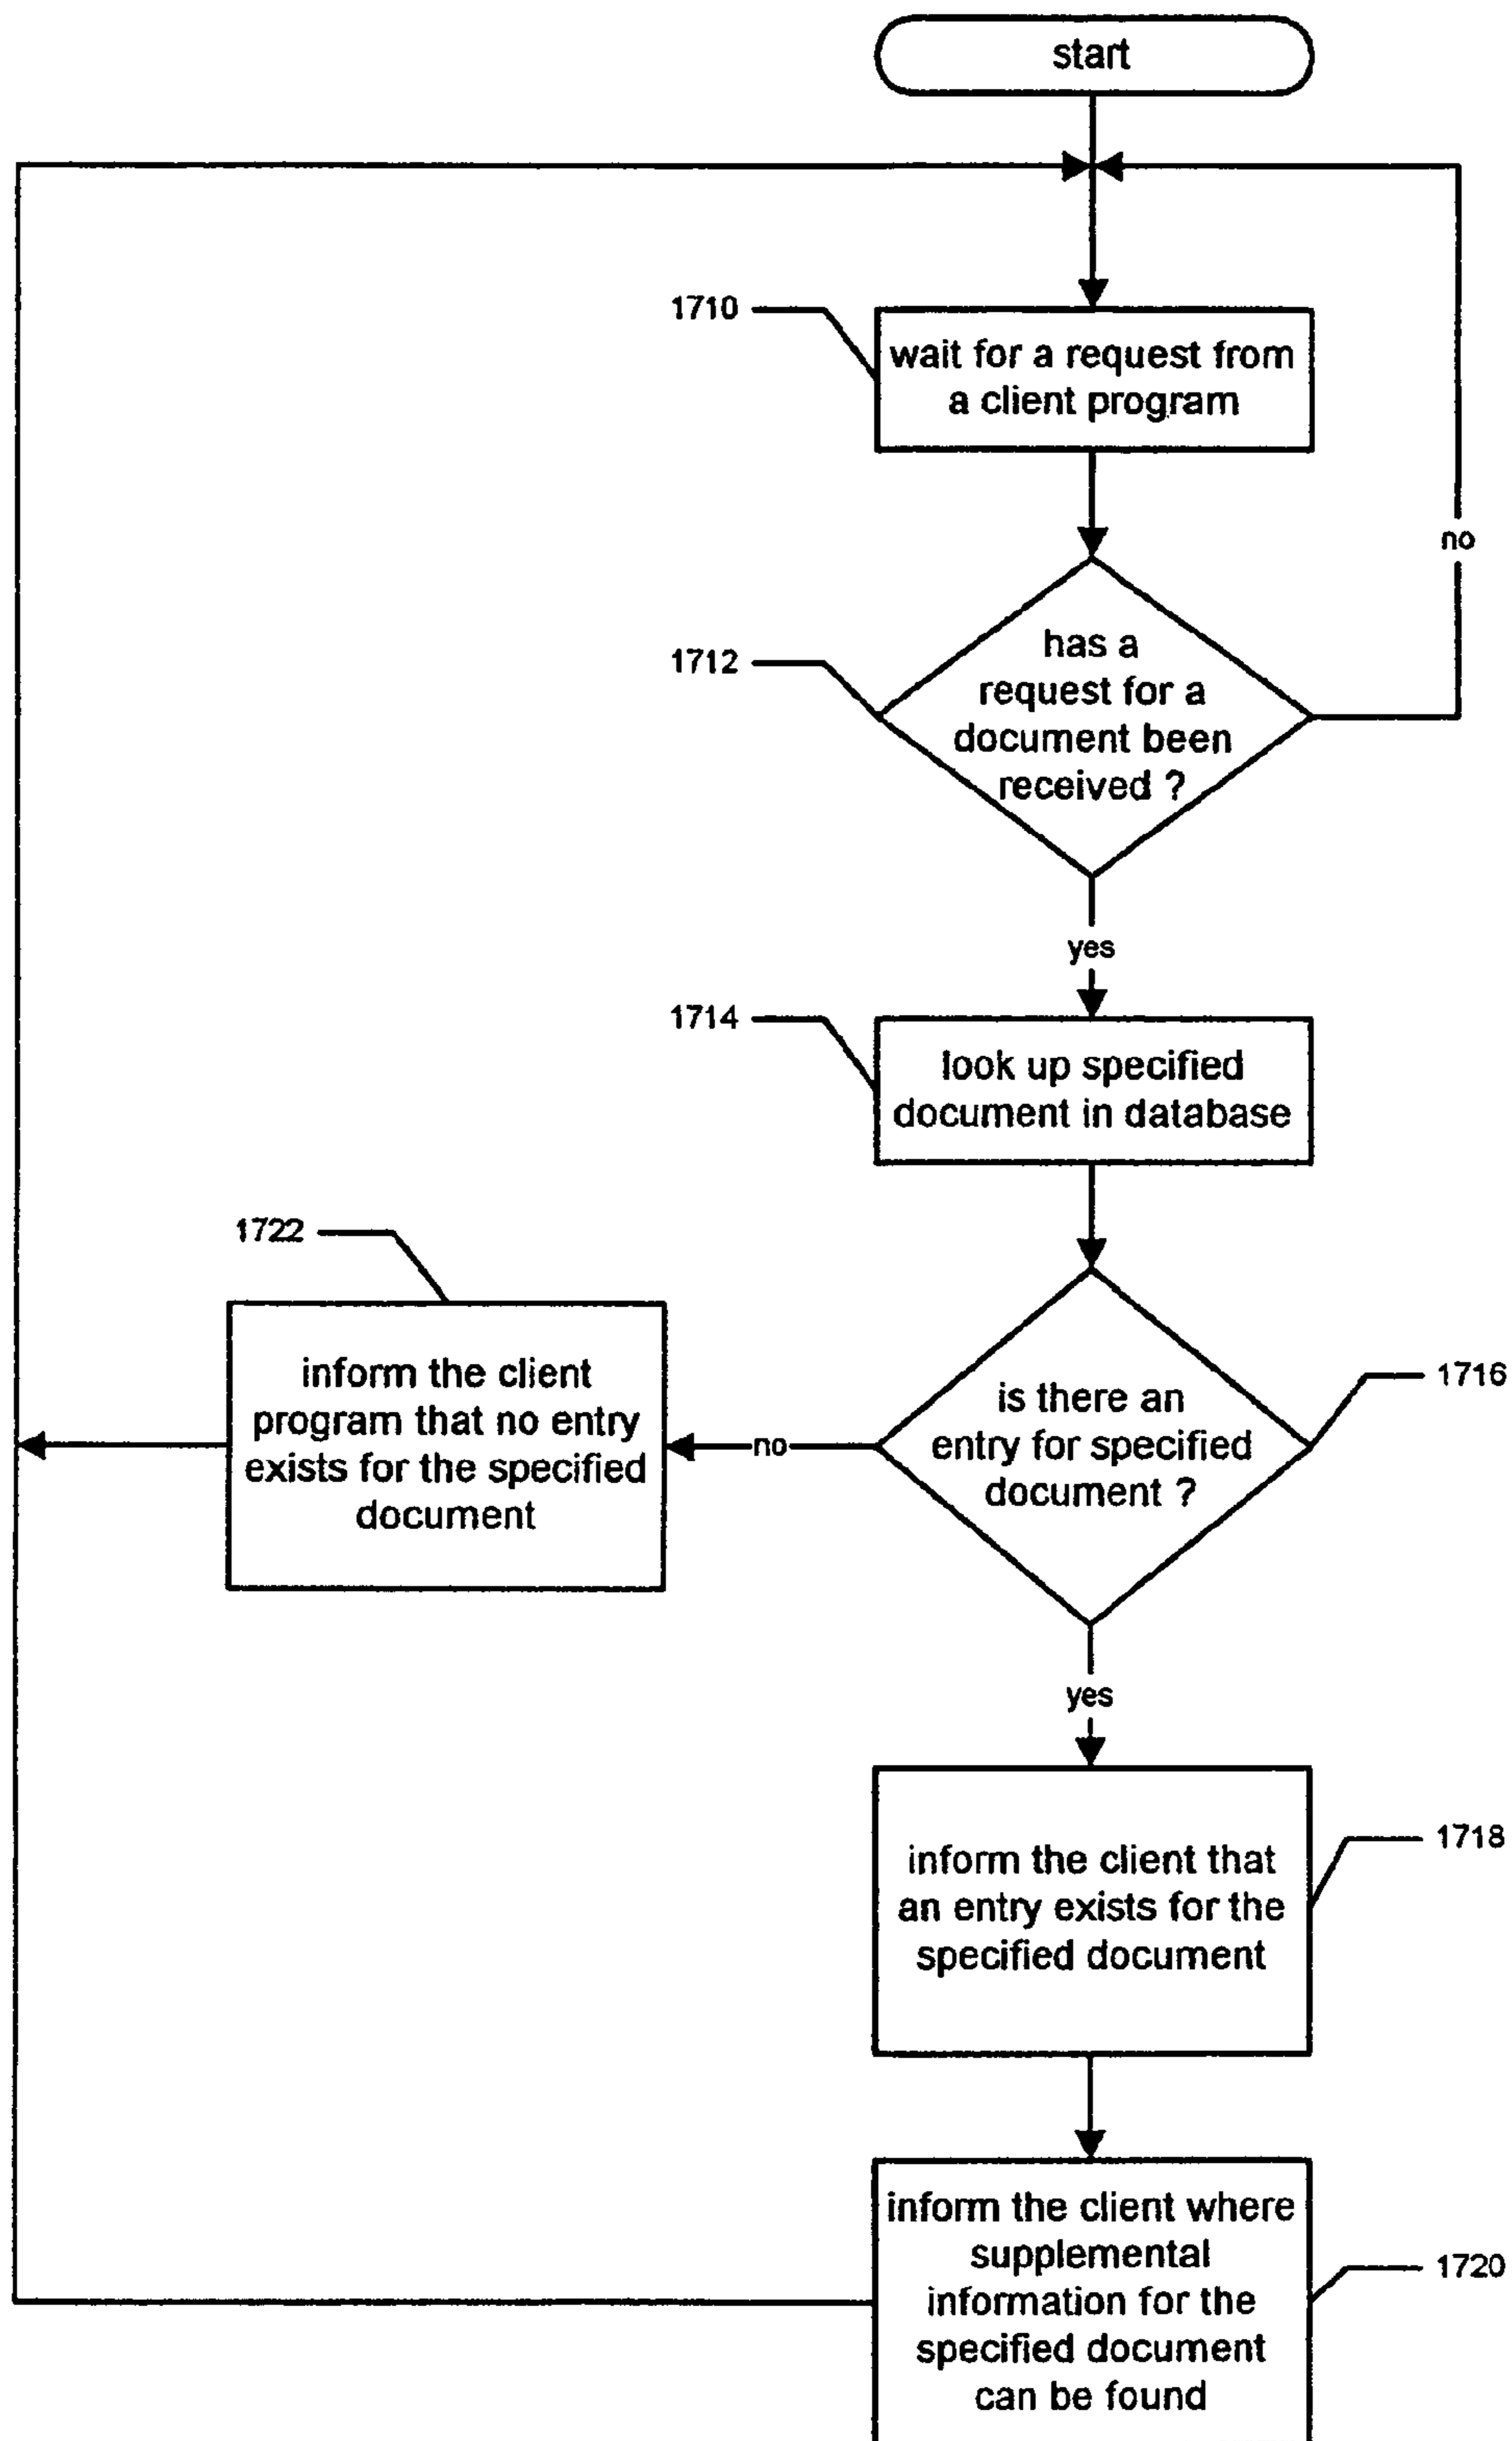 start
1710
wait for a request from
a client program
no
1712
has a
request for a
document been
received ?
yes
1714
look up specified
document in database
1722
inform the client
program that no entry
exists for the specified
document
no
is there an
entry for specified
document ?
1716
yes
inform the client that
an entry exists for the
specified document
1718
inform the client where
supplemental
information for the
specified document
can be found
1720